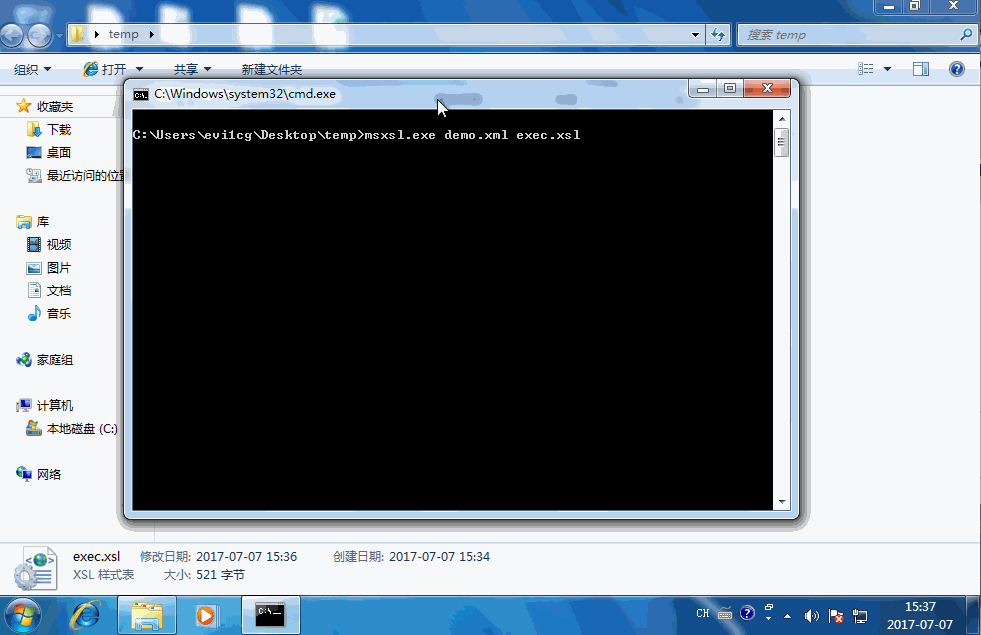 temp
搜索 temp
组织 打开 共享 新建文件夹
C:\Windows\system32\cmd.exe
C:\Users\evi1cg\Desktop\temp>msxsl.exe demo.xml exec.xsl
收藏夹
下载
桌面
最近访问的位置
库
视频
图片
文档
音乐
家庭组
计算机
本地磁盘 (C:)
网络
exec.xsl 修改日期: 2017-07-07 15:36 创建日期: 2017-07-07 15:34
XSL 样式表 大小: 521 字节
CH
15:37
2017-07-07